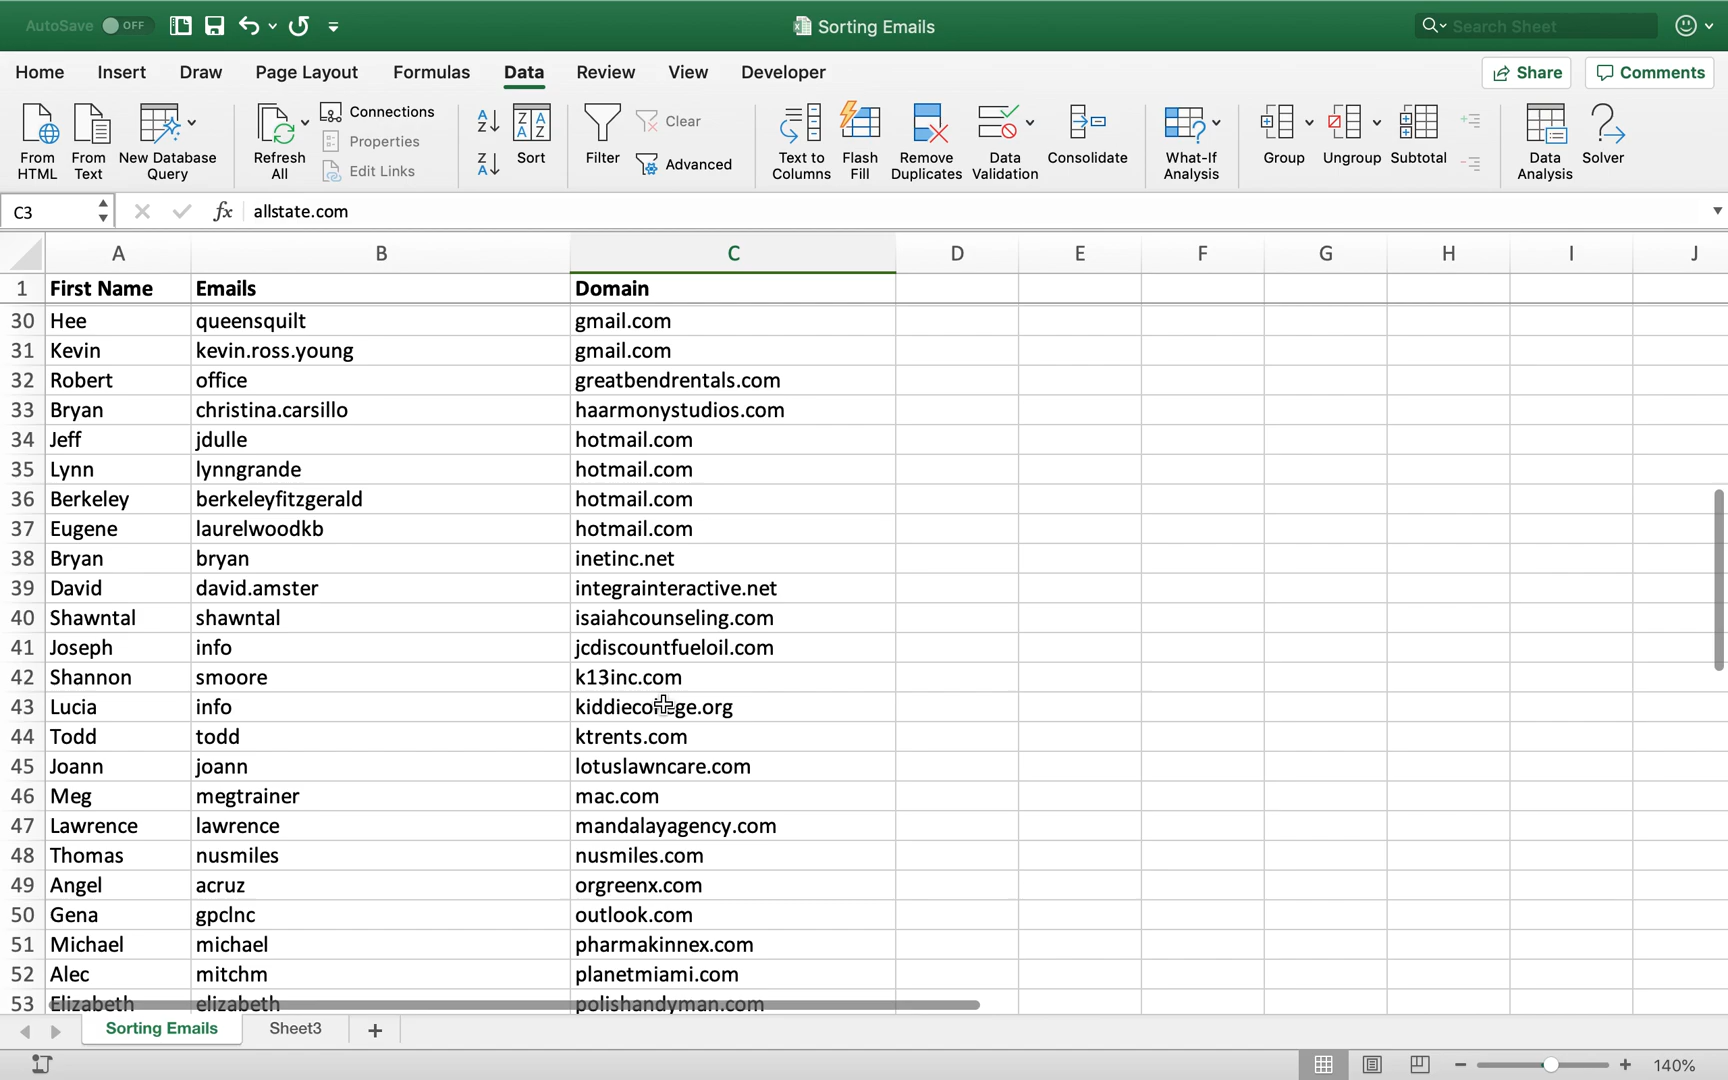 AutoSave OFF
Sorting Emails
Search Sheet
Home Insert Draw Page Layout Formulas Data Review View Developer
Share Comments
From HTML
From Text
New Database Query
Refresh All
Connections
Properties
Edit Links
Sort
Filter
Clear
Advanced
Text to Columns
Flash Fill
Remove Duplicates
Data Validation
Consolidate
What-If Analysis
Group
Ungroup
Subtotal
Data Analysis
Solver
C3 fx allstate.com
A B C D E F G H I J
1 First Name Emails Domain
30 Hee queensquilt gmail.com
31 Kevin kevin.ross.young gmail.com
32 Robert office greatbendrentals.com
33 Bryan christina.carsillo haarmonystudios.com
34 Jeff jdulle hotmail.com
35 Lynn lynngrande hotmail.com
36 Berkeley berkeleyfitzgerald hotmail.com
37 Eugene laurelwoodkb hotmail.com
38 Bryan bryan inetinc.net
39 David david.amster integrainteractive.net
40 Shawntal shawntal isaiahcounseling.com
41 Joseph info jcdiscountfueloil.com
42 Shannon smoore k13inc.com
43 Lucia info
44 Todd todd ktrents.com
45 Joann joann lotuslawncare.com
46 Meg megtrainer mac.com
47 Lawrence lawrence mandalayagency.com
48 Thomas nusmiles nusmiles.com
49 Angel acruz orgreenx.com
50 Gena gpclnc outlook.com
51 Michael michael pharmakinnex.com
52 Alec mitchm planetmiami.com
53 Elizabeth elizabeth polishandyman.com
Sorting Emails Sheet3
140%